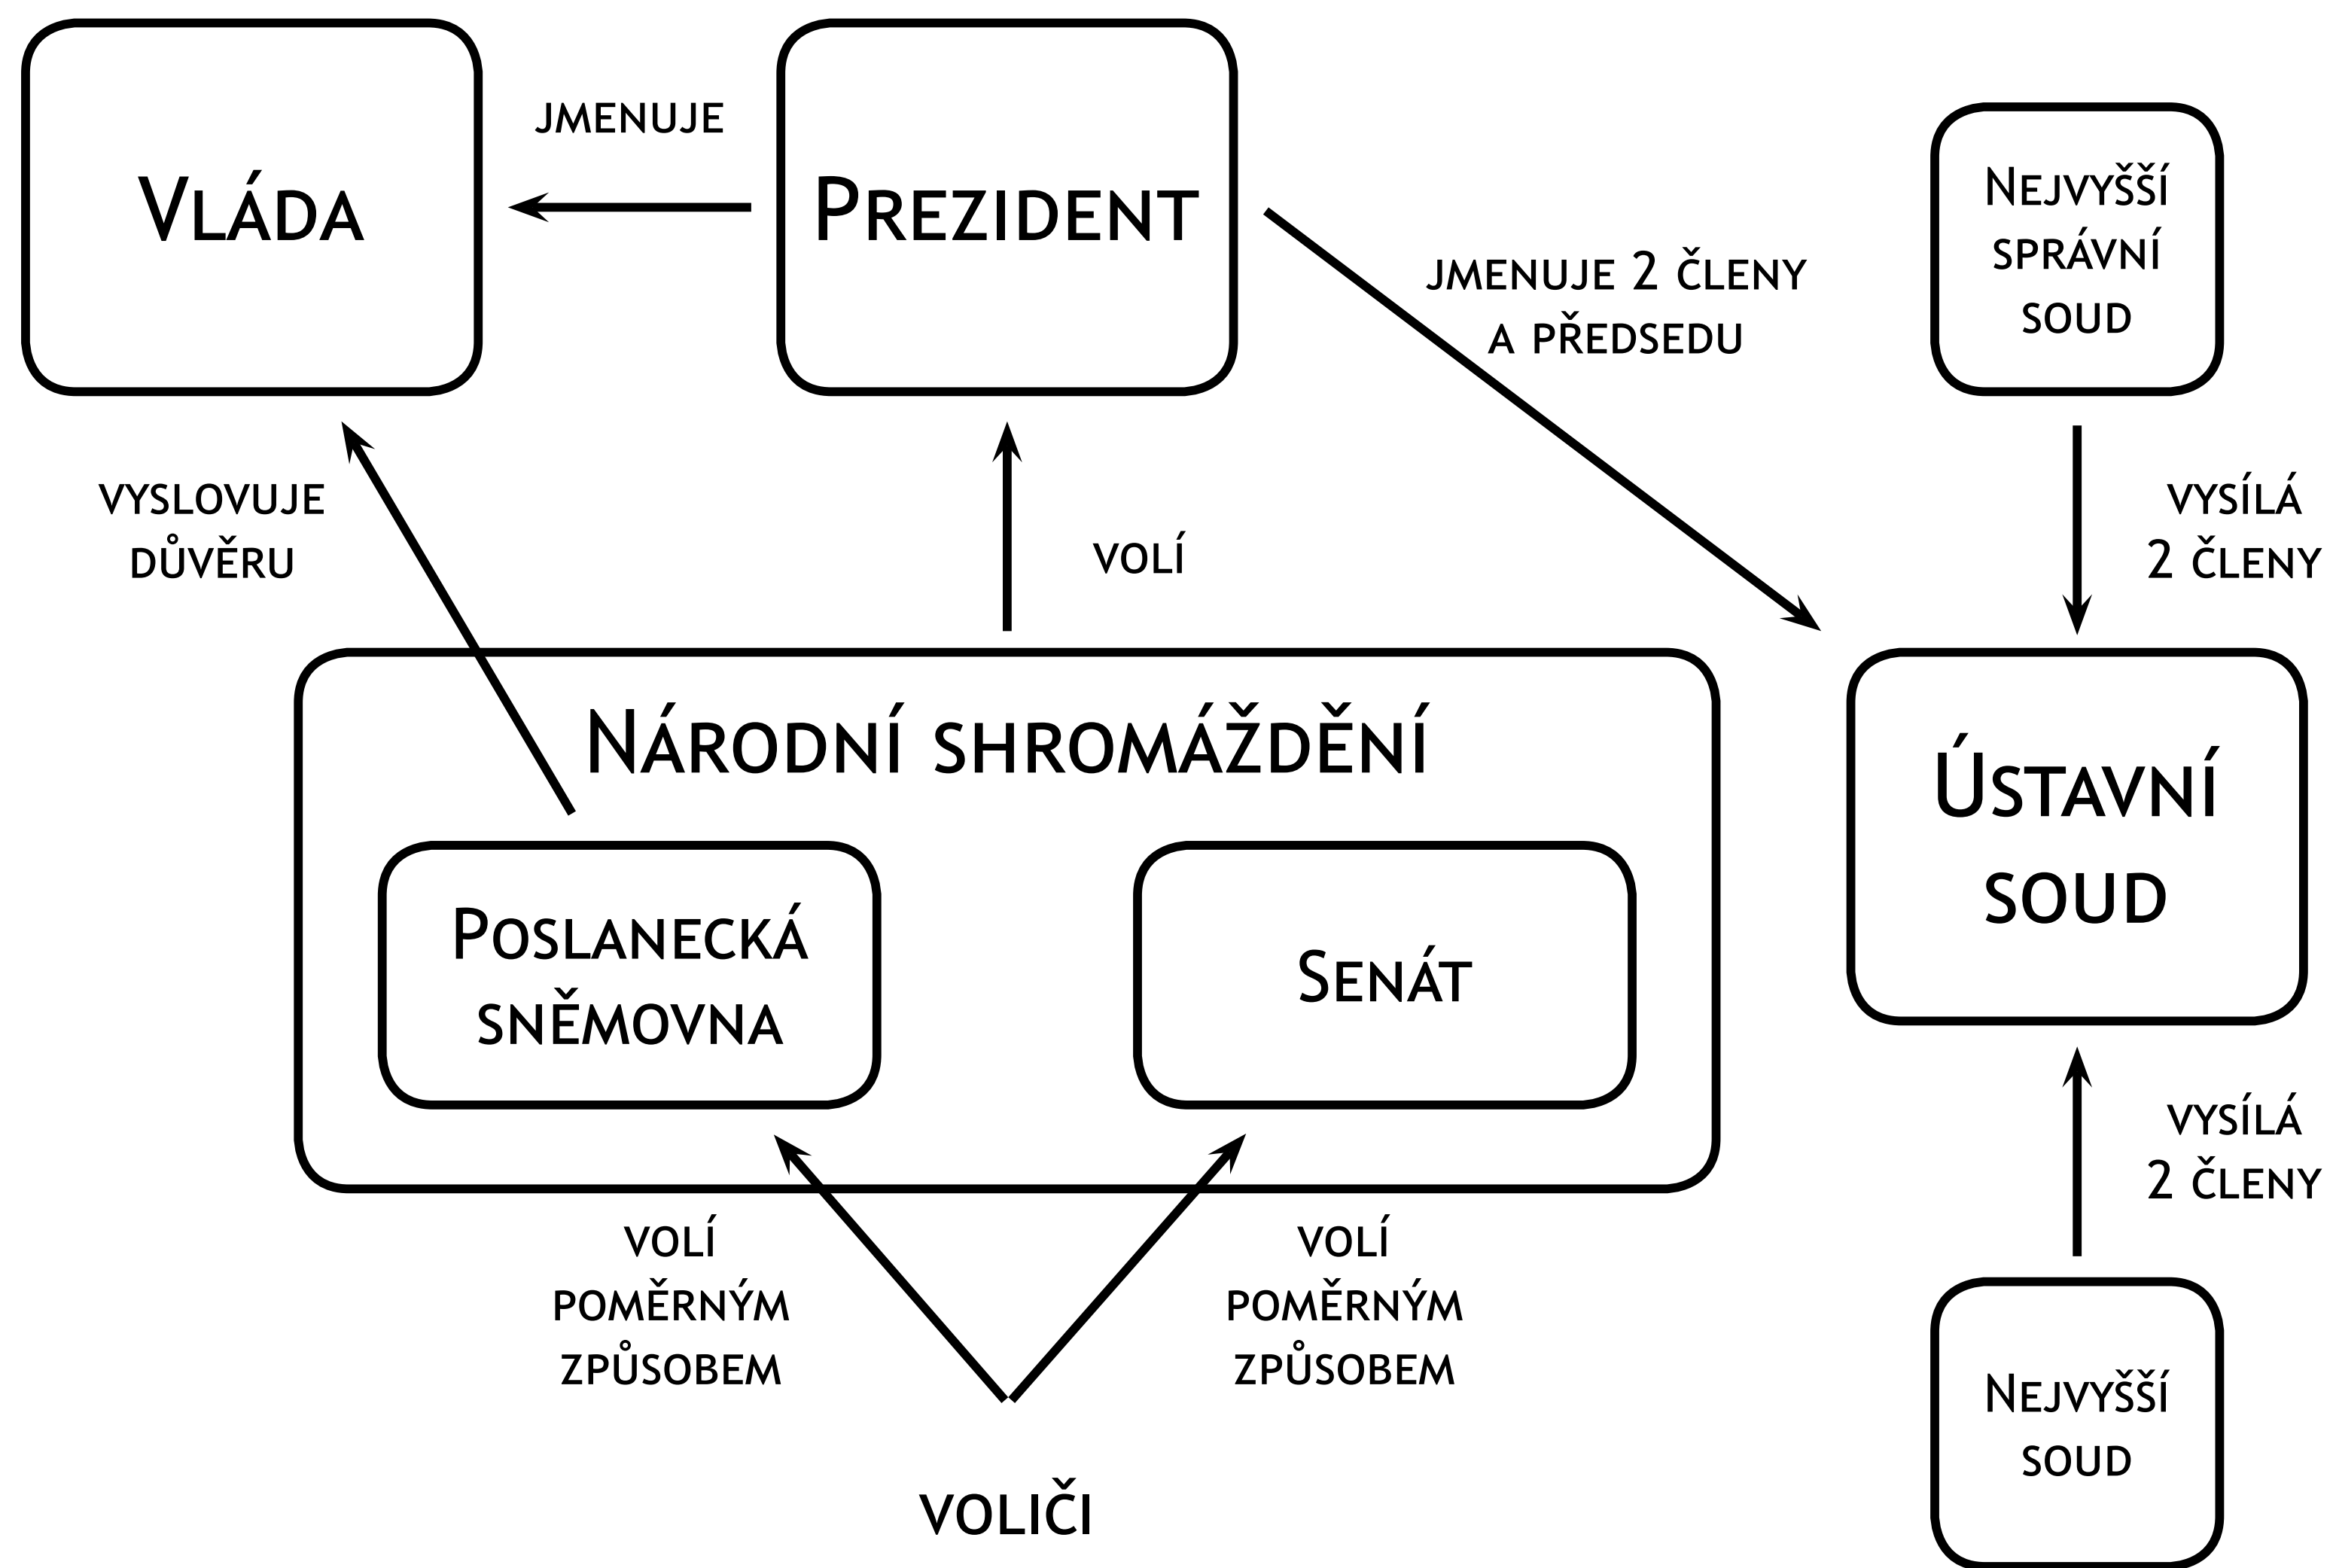 Vláda
jmenuje
Prezident
jmenuje 2 členy
a předsedu
Nejvyšší
správní
soud
vyslovuje
důvěru
volí
vysílá
2 členy
Národní shromáždění
Poslanecká
sněmovna
Senát
Ústavní
soud
volí
poměrným
způsobem
volí
poměrným
způsobem
vysílá
2 členy
Nejvyšší
soud
voliči